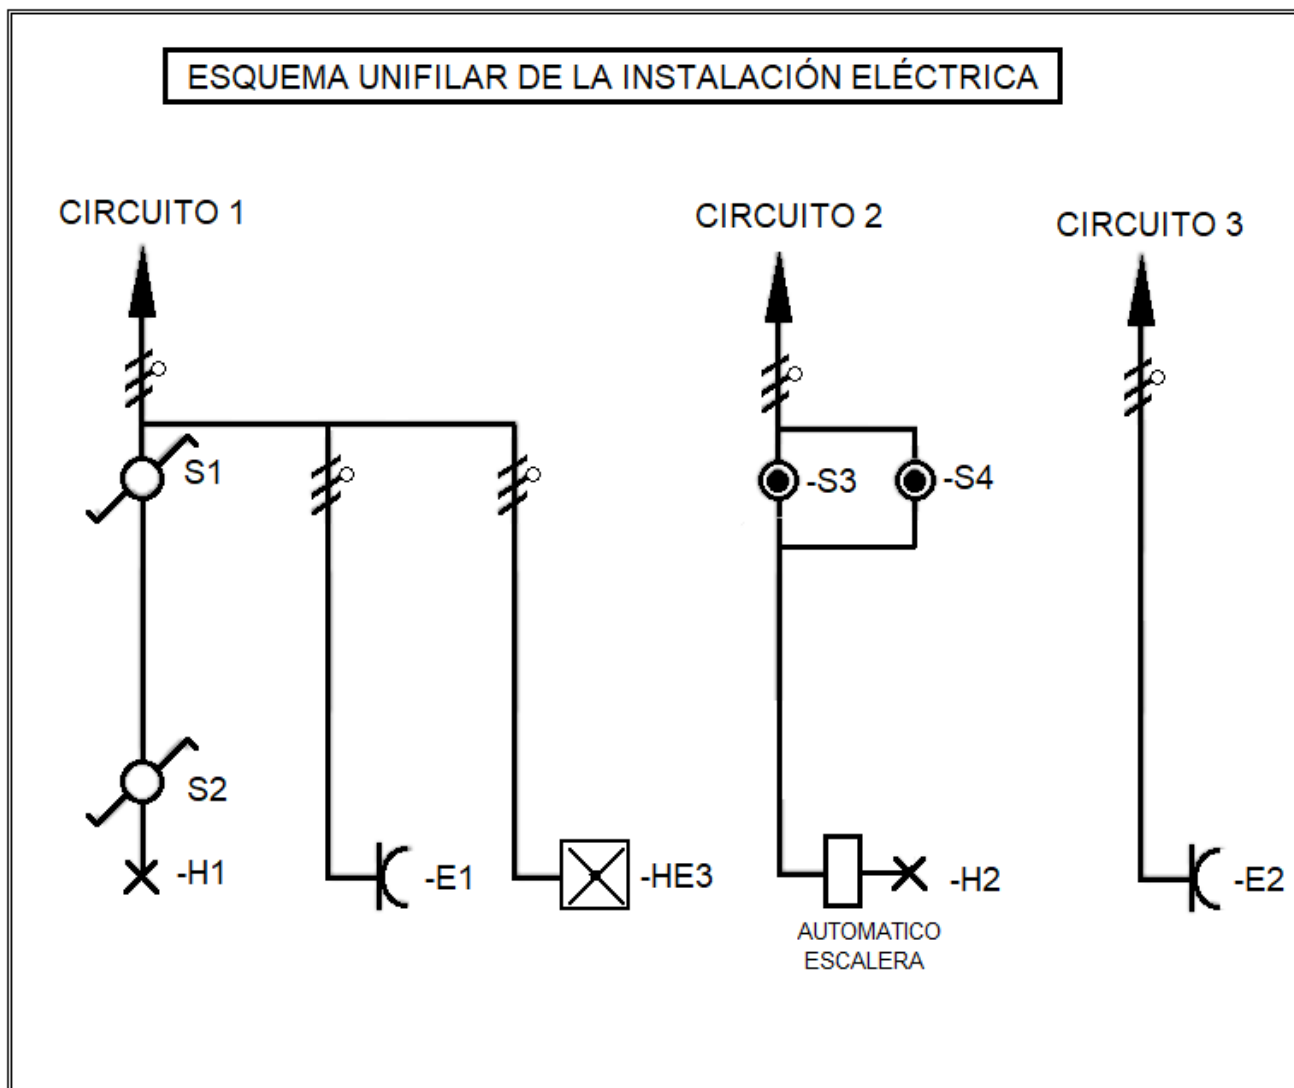 ESQUEMA UNIFILAR DE LA INSTALACIÓN ELÉCTRICA
CIRCUITO 1
CIRCUITO 2
CIRCUITO 3
S1
-S3
-S4
S2
-H1
-E1
-HE3
-H2
-E2
AUTOMATICO
ESCALERA